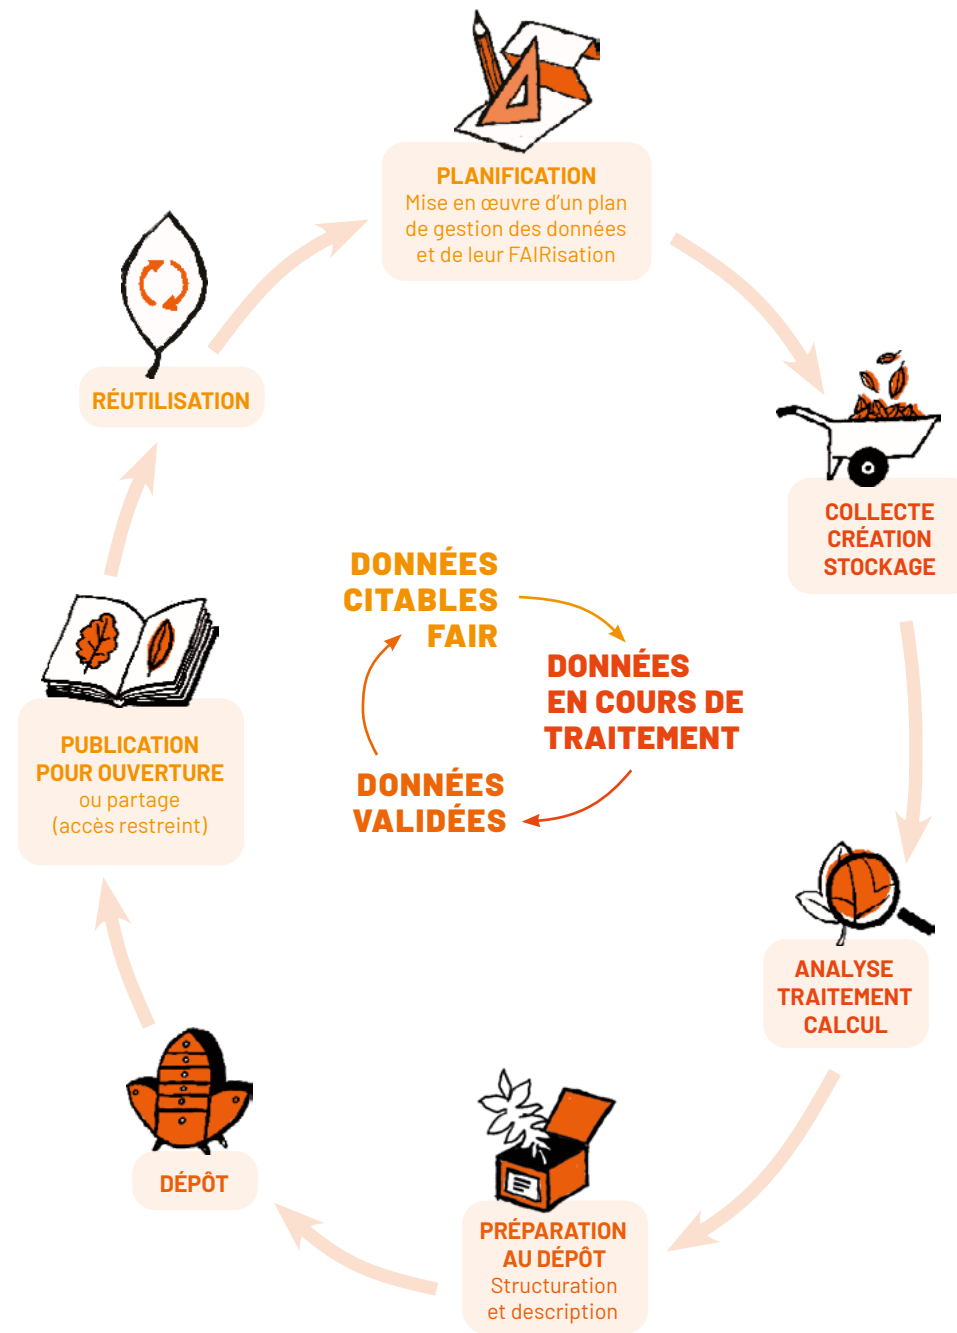 PLANIFICATION
Mise en œuvre d'un plan
de gestion des données
et de leur FAIRisation
COLLECTE
CRÉATION
STOCKAGE
ANALYSE
TRAITEMENT
CALCUL
PRÉPARATION
AU DÉPÔT
Structuration
et description
DÉPÔT
PUBLICATION
POUR OUVERTURE
ou partage
(accès restreint)
RÉUTILISATION
DONNÉES
CITABLES
FAIR
DONNÉES
EN COURS DE
TRAITEMENT
DONNÉES
VALIDÉES